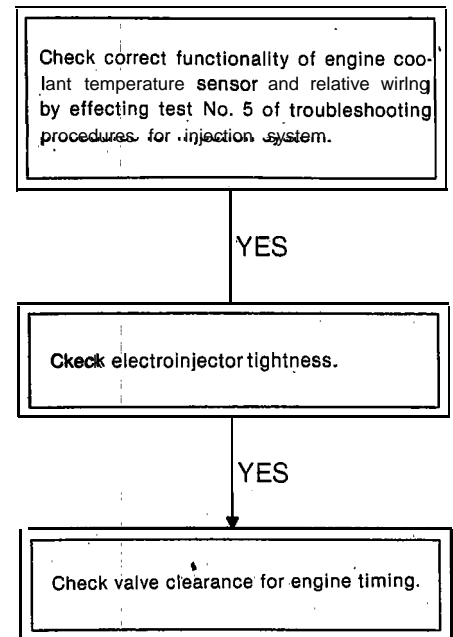 Check correct functionality of engine coo-
lant temperature sensor and relative wirlng
by effecting test No. 5 of troubleshooting
procedures for injection system.
YES
Ckeck electroinjector tightness.
YES
Check valve clearance for engine timing.